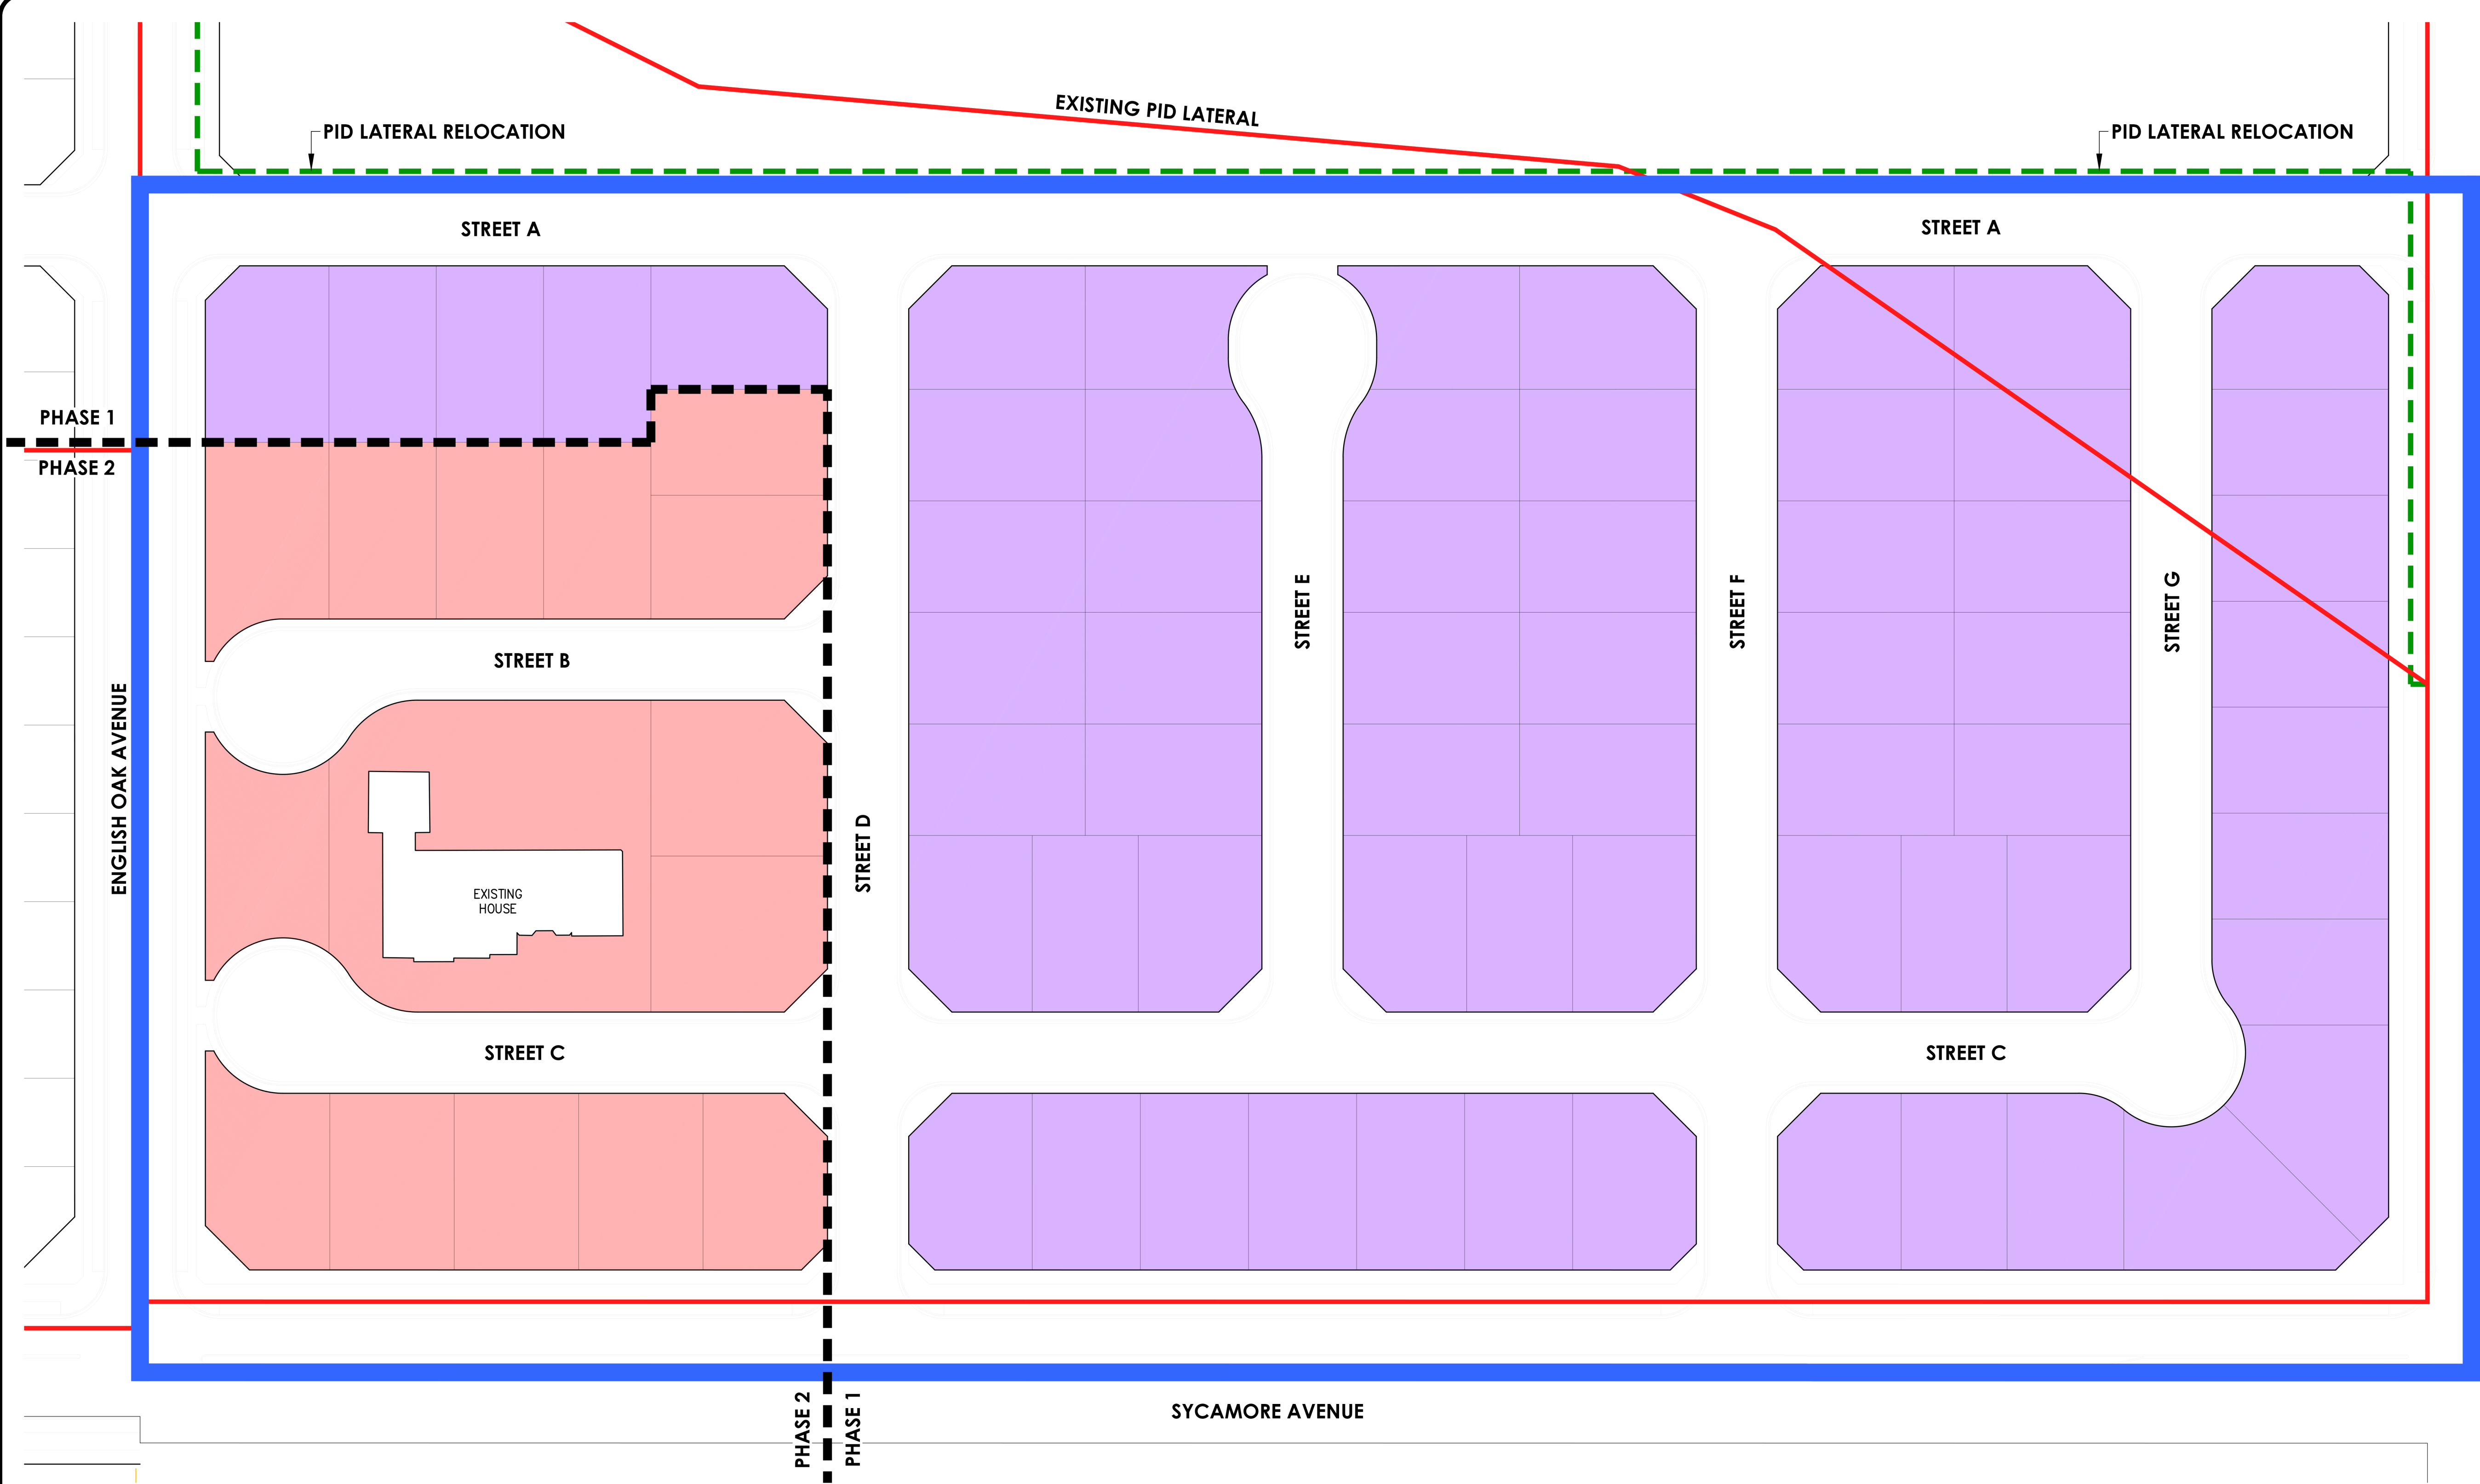 EXISTING PID LATERAL
PID LATERAL RELOCATION
PID LATERAL RELOCATION
STREET A
STREET A
PHASE 1
PHASE 2
STREET E
STREET F
STREET G
STREET B
ENGLISH OAK AVENUE
STREET D
EXISTING
HOUSE
STREET C
STREET C
PHASE 2
PHASE 1
SYCAMORE AVENUE